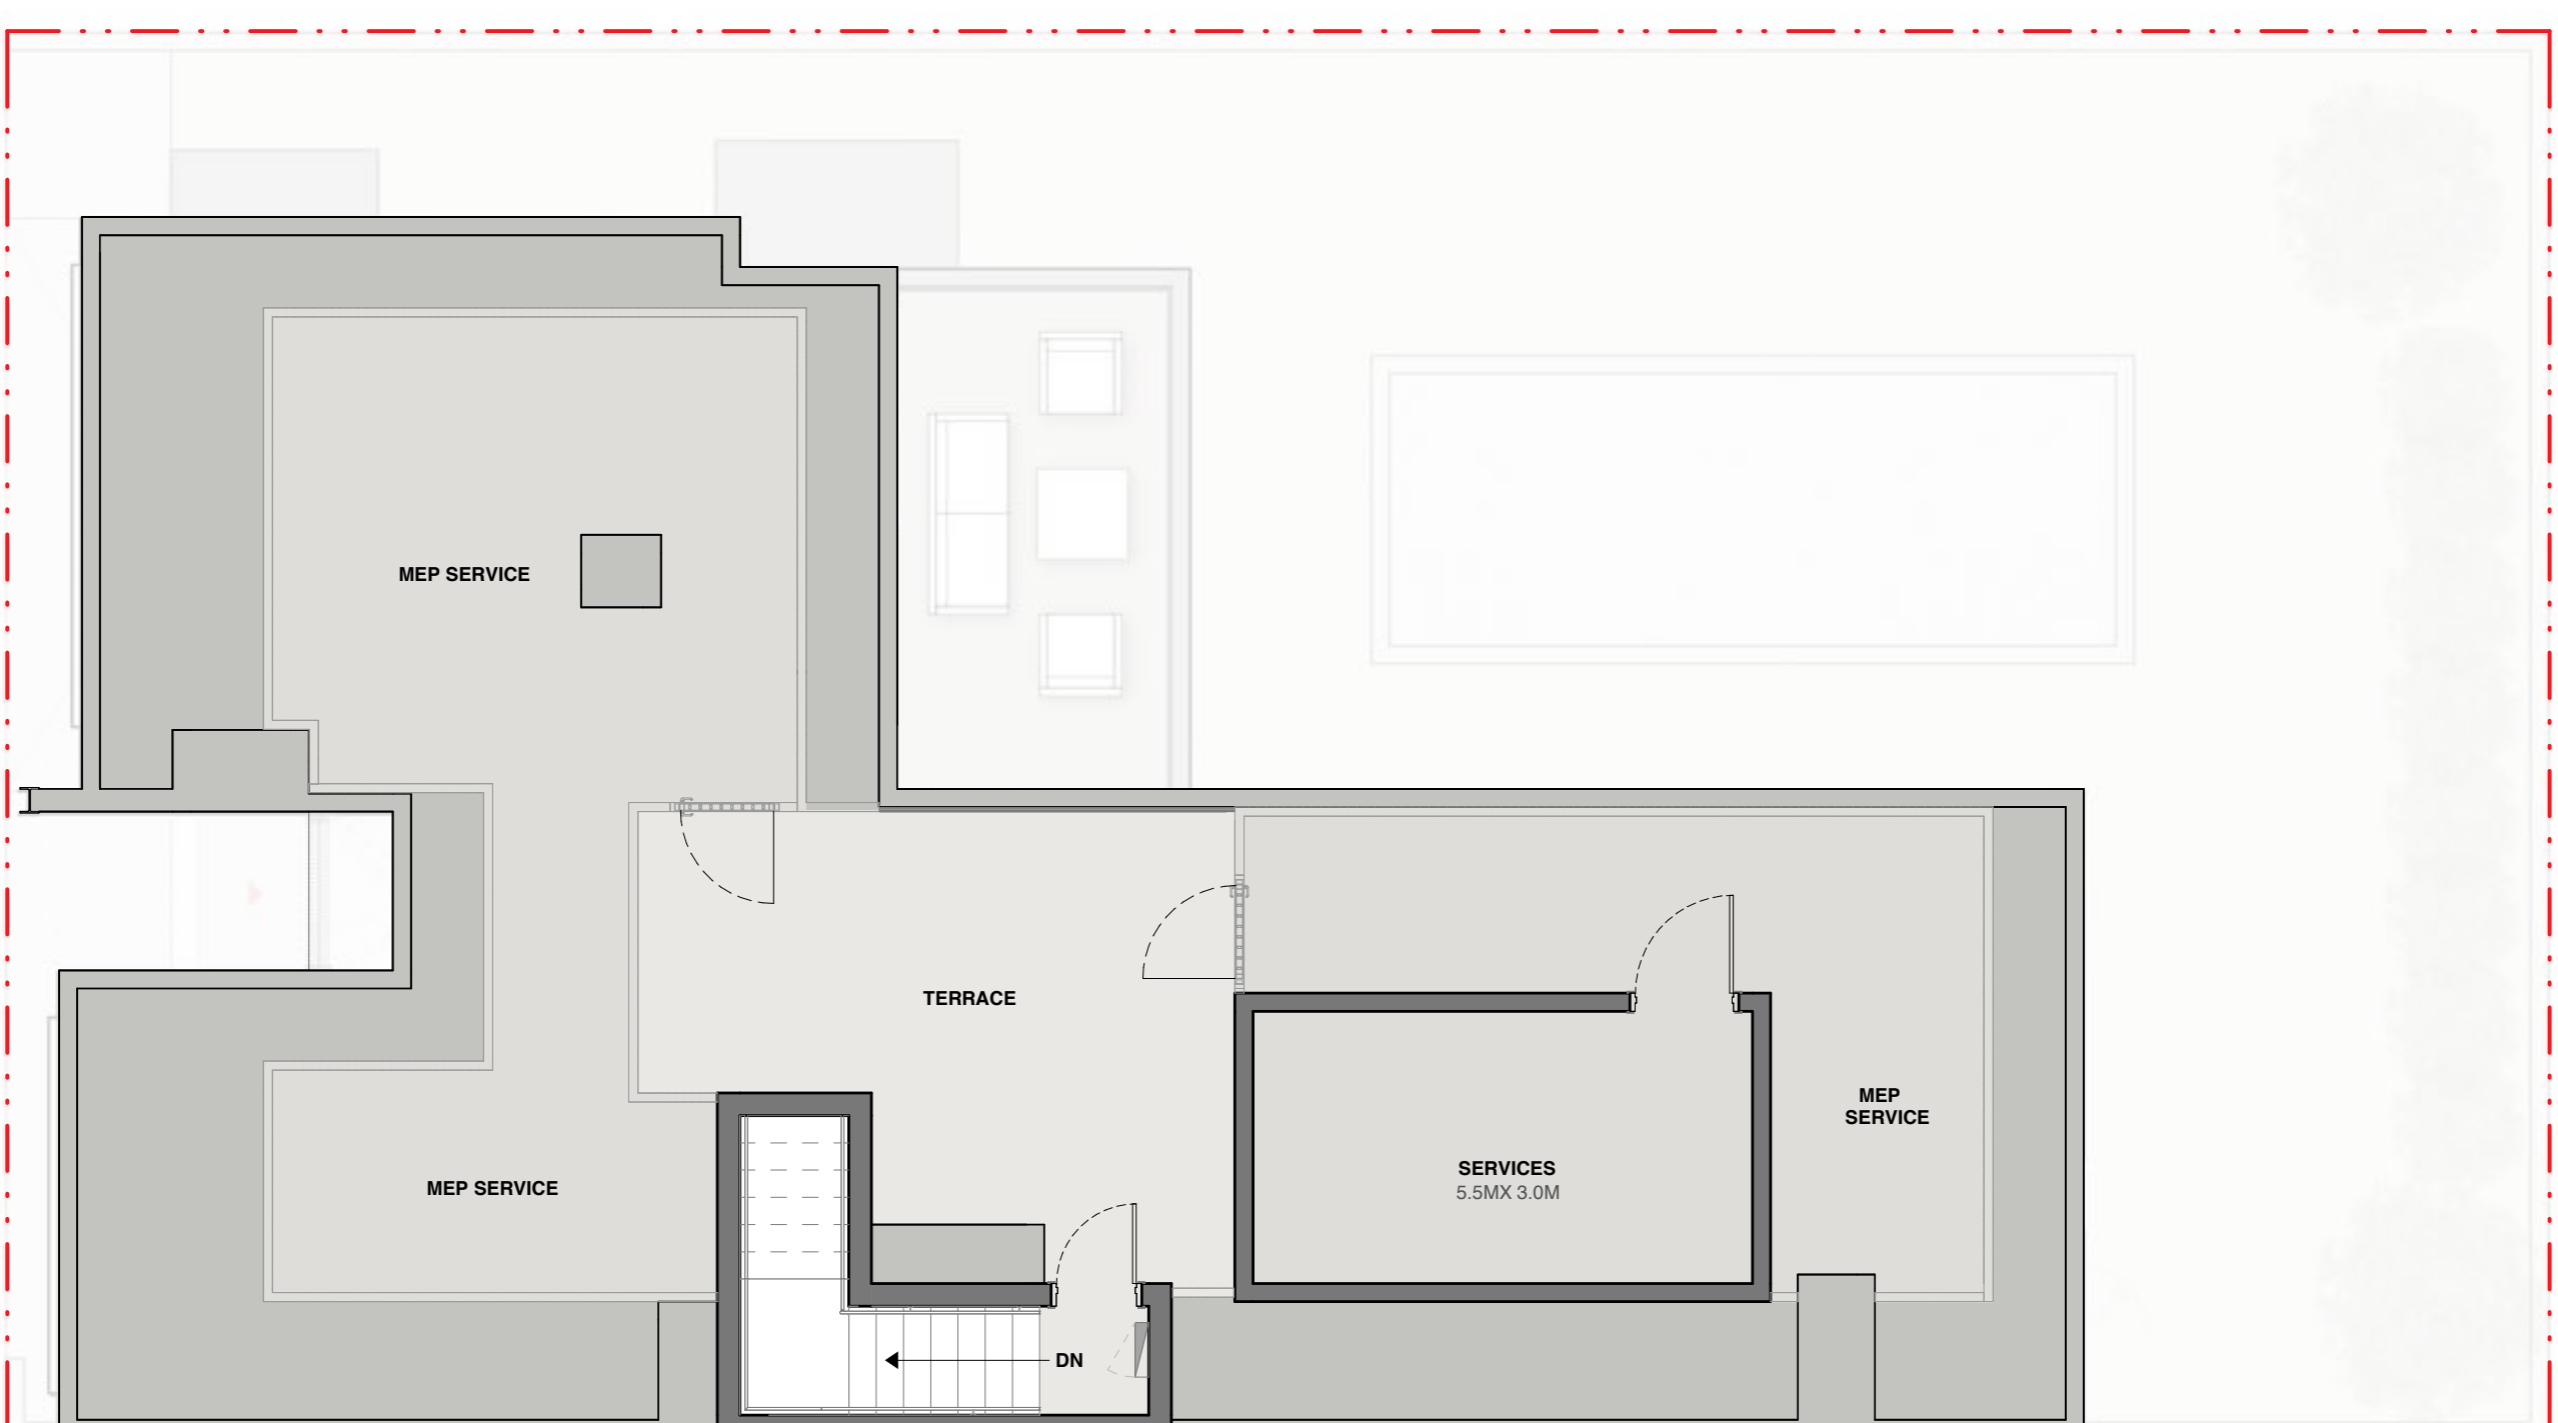 MEP SERVICE
TERRACE
MEP
SERVICE
SERVICES
5.5MX 3.0M
MEP SERVICE
DN